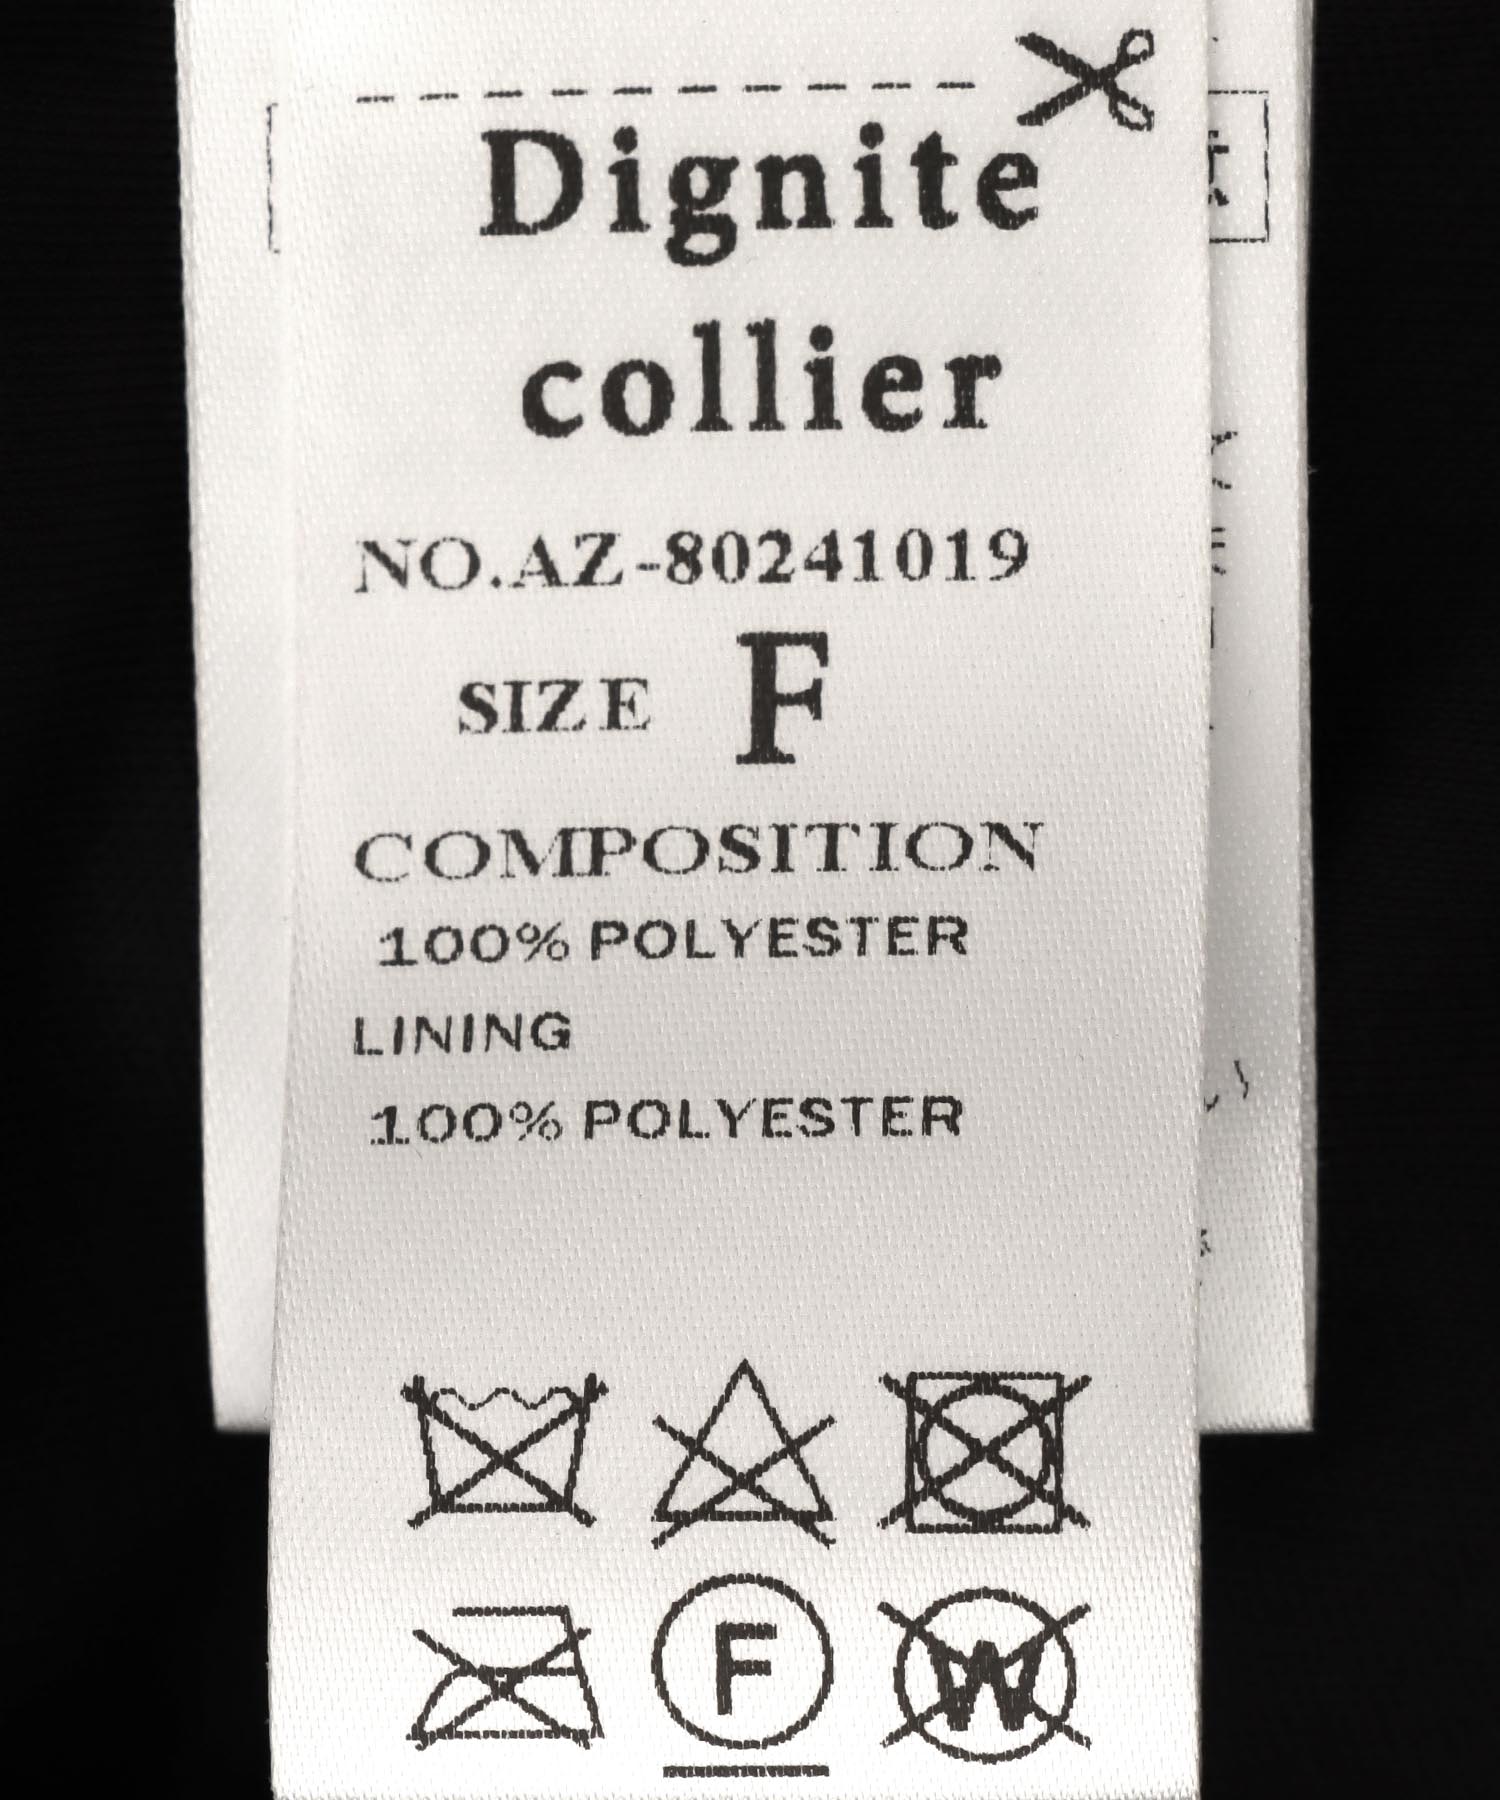 Dignite
collier
NO.AZ-80241019
SIZE F
COMPOSITION
100% POLYESTER
LINING
100% POLYESTER
F
W